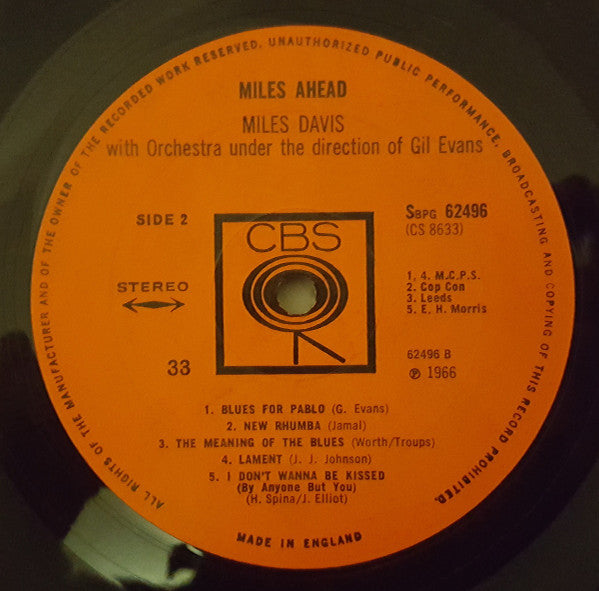 ALL RIGHTS OF THE MANUFACTURER AND OF THE OWNER OF THE RECORDED WORK RESERVED. UNAUTHORIZED PUBLIC PERFORMANCE, BROADCASTING AND COPYING OF THIS RECORD PROHIBITED.
MILES AHEAD
MILES DAVIS
with Orchestra under the direction of Gil Evans
SIDE 2
CBS
SBPG 62496
(CS 8633)
STEREO
1. 4. M.C.P.S.
2. Cop Con
3. Leeds
5. E. H. Morris
33
62496 B
℗ 1966
1. BLUES FOR PABLO (G. Evans)
2. NEW RHUMBA (Jamal)
3. THE MEANING OF THE BLUES (Worth/Troups)
4. LAMENT (J. J. Johnson)
5. I DON'T WANNA BE KISSED
(By Anyone But You)
(H. Spina/J. Elliot)
MADE IN ENGLAND